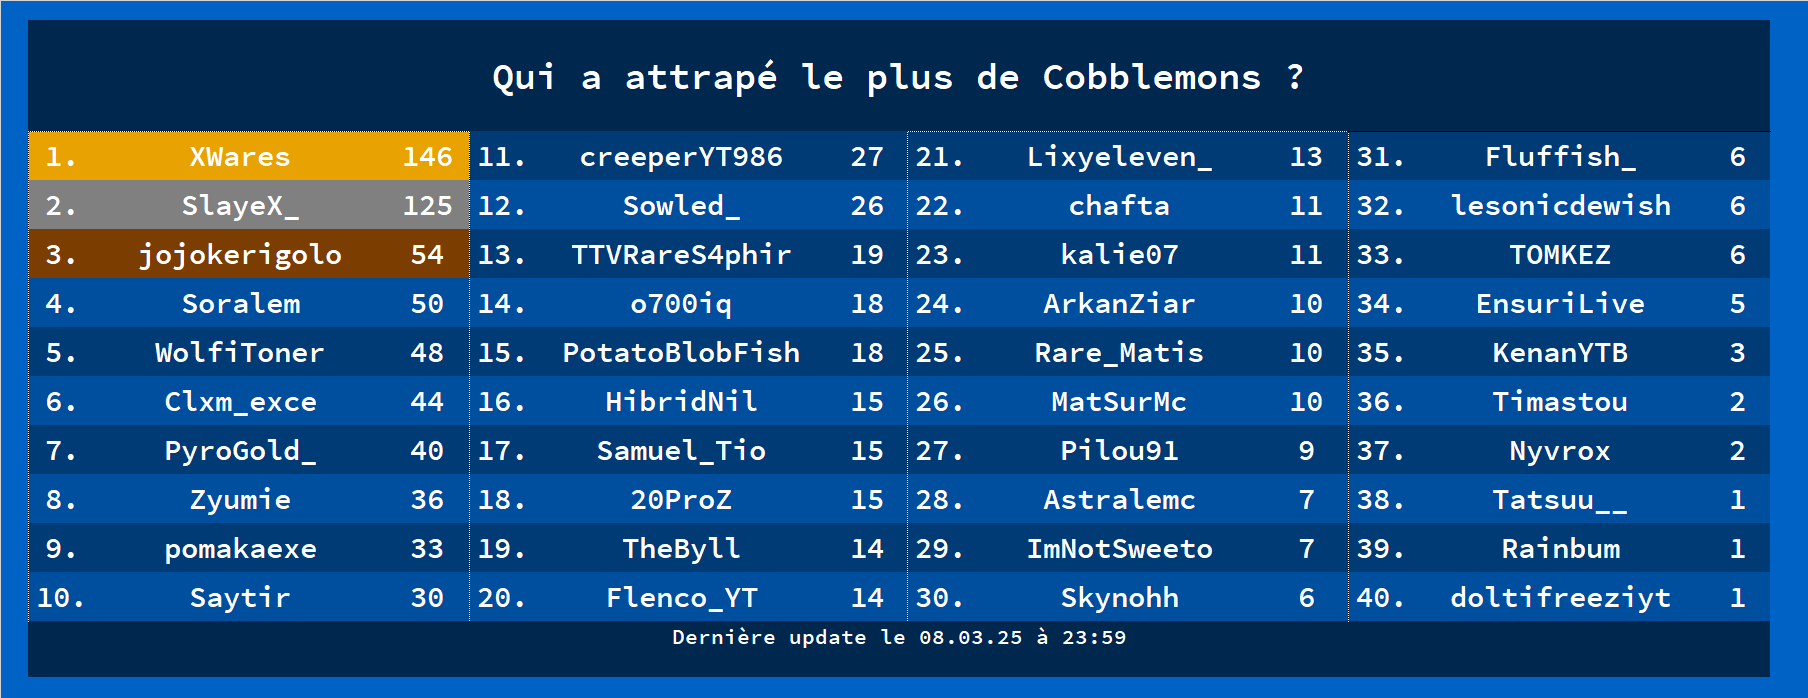 Qui a attrapé le plus de Cobblemons ?
1. XWares 146 11. creeperYT986 27 21. Lixyeleven_ 13 31. Fluffish_ 6
2. SlayeX_ 125 12. Sowled_ 26 22. chafta 11 32. lesonicdewish 6
3. jojokerigolo 54 13. TTVRareS4phir 19 23. kalie07 11 33. TOMKEZ 6
4. Soralem 50 14. o700iq 18 24. ArkanZiar 10 34. EnsuriLive 5
5. WolfiToner 48 15. PotatoBlobFish 18 25. Rare_Matis 10 35. KenanYTB 3
6. Clxm_exce 44 16. HibridNil 15 26. MatSurMc 10 36. Timastou 2
7. PyroGold_ 40 17. Samuel_Tio 15 27. Pilou91 9 37. Nyvrox 2
8. Zyumie 36 18. 20ProZ 15 28. Astralemc 7 38. Tatsuu__ 1
9. pomakaexe 33 19. TheByll 14 29. ImNotSweeto 7 39. Rainbum 1
10. Saytir 30 20. Flenco_YT 14 30. Skynohh 6 40. doltifreeziyt 1
Dernière update le 08.03.25 à 23:59